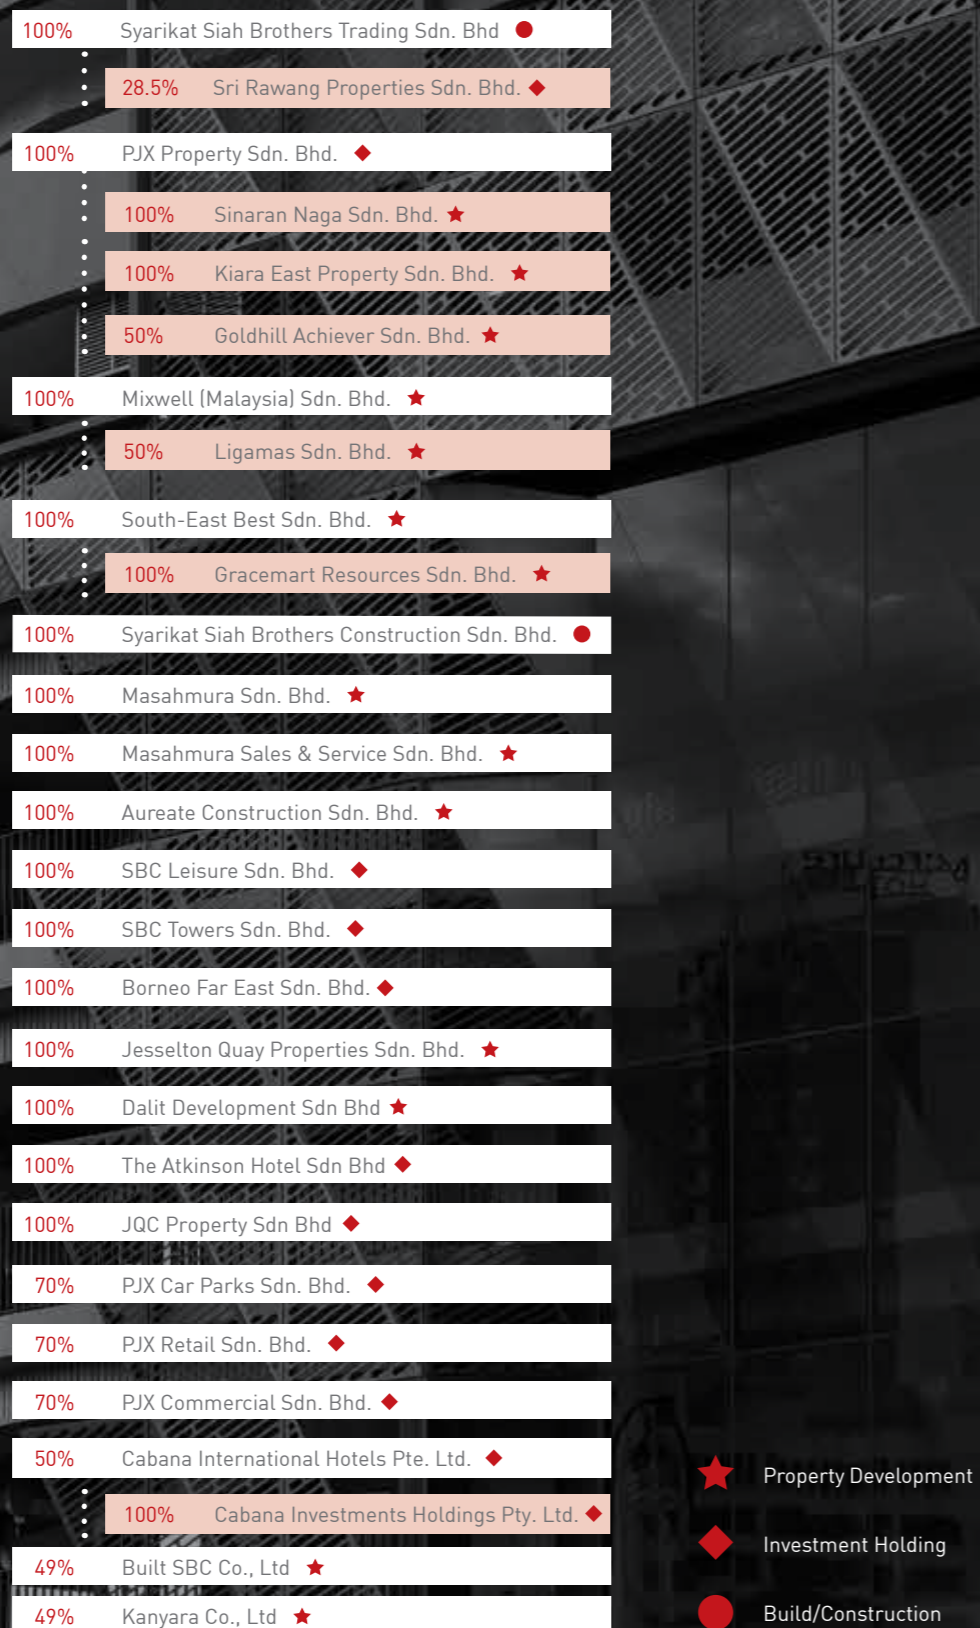 100% Syarikat Siah Brothers Trading Sdn. Bhd
28.5% Sri Rawang Properties Sdn. Bhd.
100% PJX Property Sdn. Bhd.
100% Sinaran Naga Sdn. Bhd.
100% Kiara East Property Sdn. Bhd.
50% Goldhill Achiever Sdn. Bhd.
100% Mixwell (Malaysia) Sdn. Bhd.
50% Ligamas Sdn. Bhd.
100% South-East Best Sdn. Bhd.
100% Gracemart Resources Sdn. Bhd.
100% Syarikat Siah Brothers Construction Sdn. Bhd.
100% Masahmura Sdn. Bhd.
100% Masahmura Sales & Service Sdn. Bhd.
100% Aureate Construction Sdn. Bhd.
100% SBC Leisure Sdn. Bhd.
100% SBC Towers Sdn. Bhd.
100% Borneo Far East Sdn. Bhd.
100% Jesselton Quay Properties Sdn. Bhd.
100% Dalit Development Sdn Bhd
100% The Atkinson Hotel Sdn Bhd
100% JQC Property Sdn Bhd
70% PJX Car Parks Sdn. Bhd.
70% PJX Retail Sdn. Bhd.
70% PJX Commercial Sdn. Bhd.
50% Cabana International Hotels Pte. Ltd.
100% Cabana Investments Holdings Pty. Ltd.
49% Built SBC Co., Ltd
49% Kanyara Co., Ltd
Property Development
Investment Holding
Build/Construction